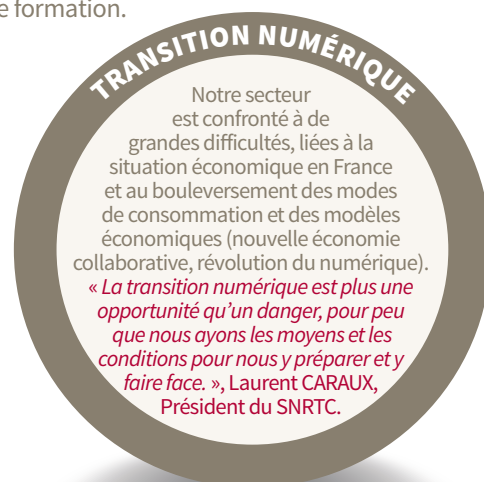 e formation.
TRANSITION NUMÉRIQUE
Notre secteur
est confronté à de
grandes difficultés, liées à la
situation économique en France
et au bouleversement des modes
de consommation et des modèles
économiques (nouvelle économie
collaborative, révolution du numérique).
« La transition numérique est plus une
opportunité qu’un danger, pour peu
que nous ayons les moyens et les
conditions pour nous y préparer et y
faire face. », Laurent CARAUX,
Président du SNRTC.